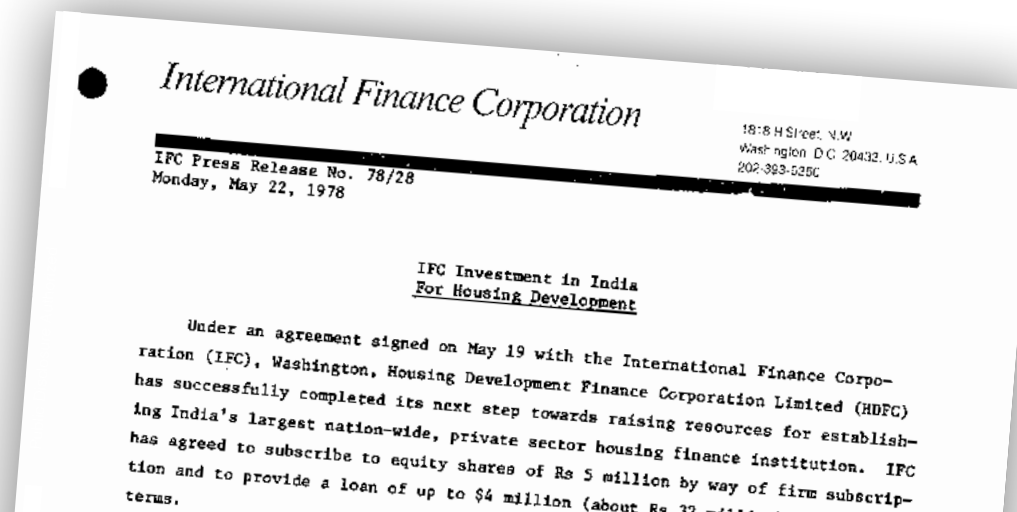 International Finance Corporation
1818 H Street, N.W.
Washington, D.C. 20433, U.S.A.
IFC Press Release No. 78/28
Monday, May 22, 1978
IFC Investment in India
For Housing Development
Under an agreement signed on May 19 with the International Finance Corpo-
ration (IFC), Washington, Housing Development Finance Corporation Limited (HDFC)
has successfully completed its next step towards raising resources for establish-
ing India's largest nation-wide, private sector housing finance institution. IFC
has agreed to subscribe to equity shares of Rs 5 million by way of firm subscrip-
tion and to provide a loan of up to $4 million (about Rs
terms.